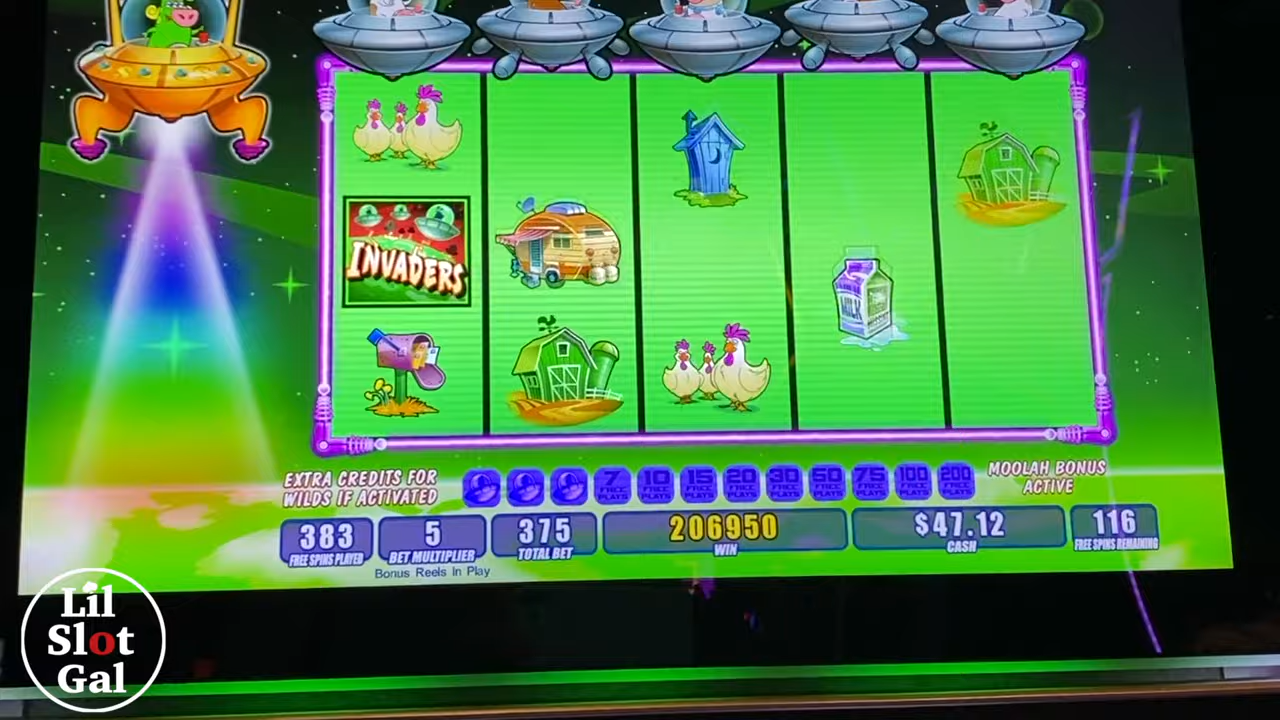 INVADERS
MILK
EXTRA CREDITS FOR
WILDS IF ACTIVATED
7 FREE PLAYS
10 FREE PLAYS
15 FREE PLAYS
20 FREE PLAYS
30 FREE PLAYS
50 FREE PLAYS
75 FREE PLAYS
100 FREE PLAYS
200 FREE PLAYS
MOOLAH BONUS
ACTIVE
383
FREE SPINS PLAYED
5
BET MULTIPLIER
375
TOTAL BET
206950
WIN
$47.12
CASH
116
FREE SPINS REMAINING
Bonus Reels In Play
Lil
Slot
Gal